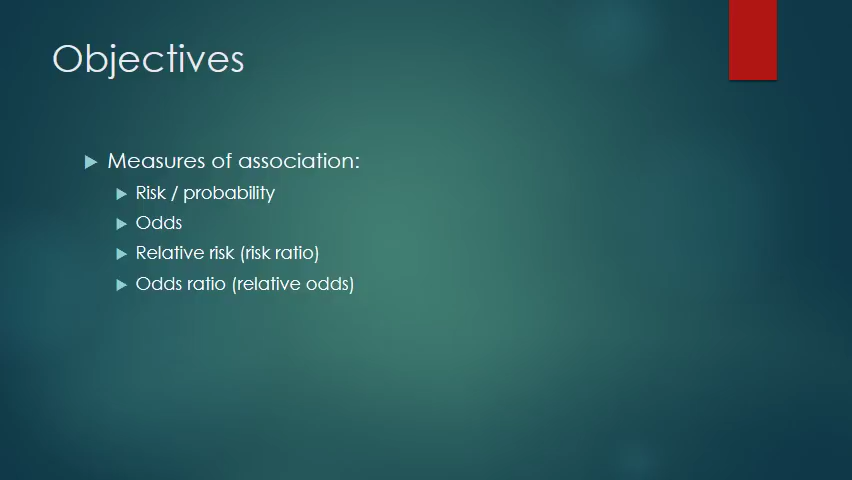 Objectives
Measures of association:
Risk / probability
Odds
Relative risk (risk ratio)
Odds ratio (relative odds)